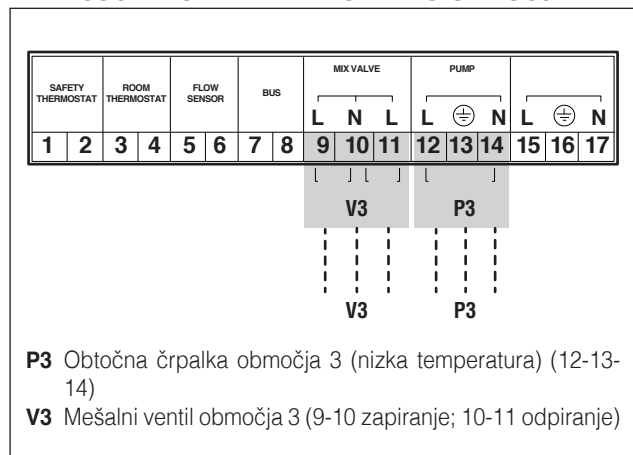 SAFETY THERMOSTAT ROOM THERMOSTAT FLOW SENSOR BUS MIX VALVE PUMP
L N L L N L N
1 2 3 4 5 6 7 8 9 10 11 12 13 14 15 16 17
V3 P3
V3 P3
P3 Obtočna črpalka območja 3 (nizka temperatura) (12-13-
14)
V3 Mešalni ventil območja 3 (9-10 zapiranje; 10-11 odpiranje)